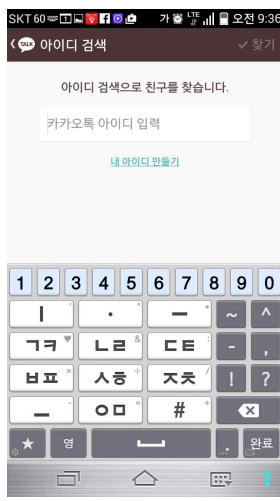 SKT 60 가 LTE 오전 9:36
TALK 아이디 검색 찾기
아이디 검색으로 친구를 찾습니다.
카카오톡 아이디 입력
내 아이디 만들기
1 2 3 4 5 6 7 8 9 0
ㅣ · ㅡ ~ ^
ㄱㅋ ♥ ㄴㄹ & ㄷㅌ : - ,
ㅂㅍ × ㅅㅎ ÷ ㅈㅊ / ! ?
ㅇㅁ #
★ 영 . 완료